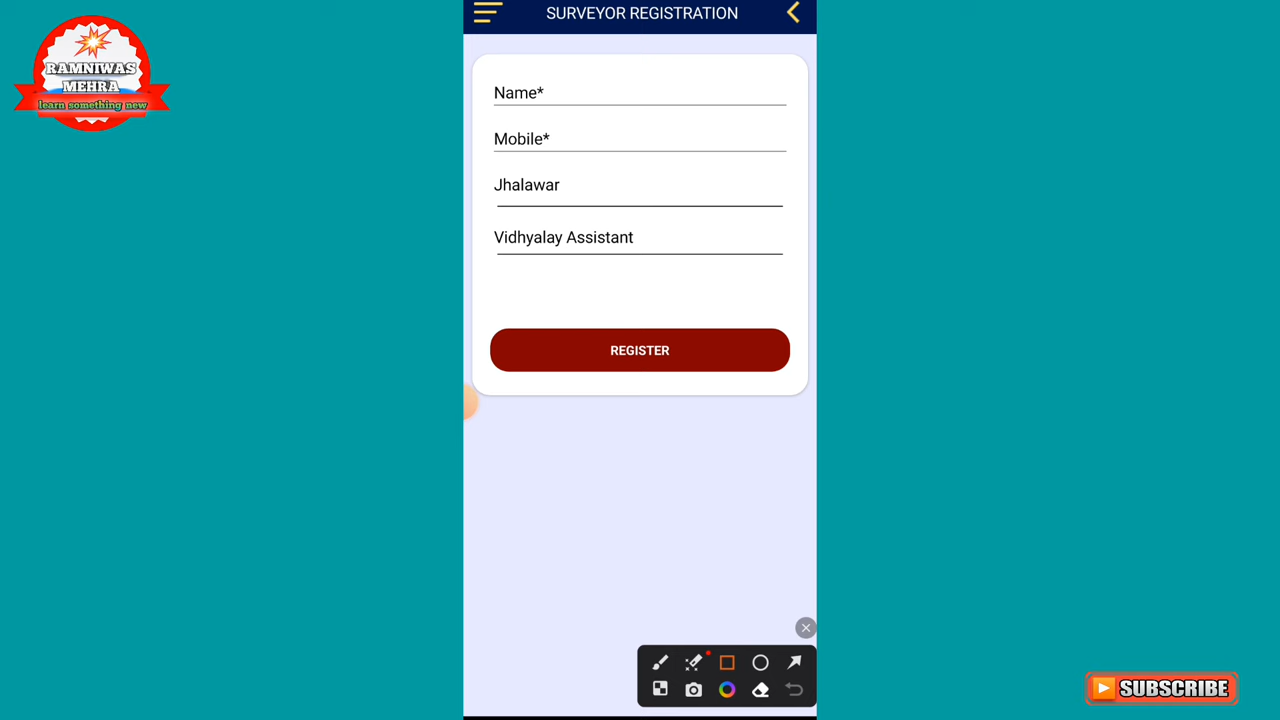 SURVEYOR REGISTRATION
RAMNIWAS
MEHRA
learn something new
Name*
Mobile*
Jhalawar
Vidhyalay Assistant
REGISTER
SUBSCRIBE